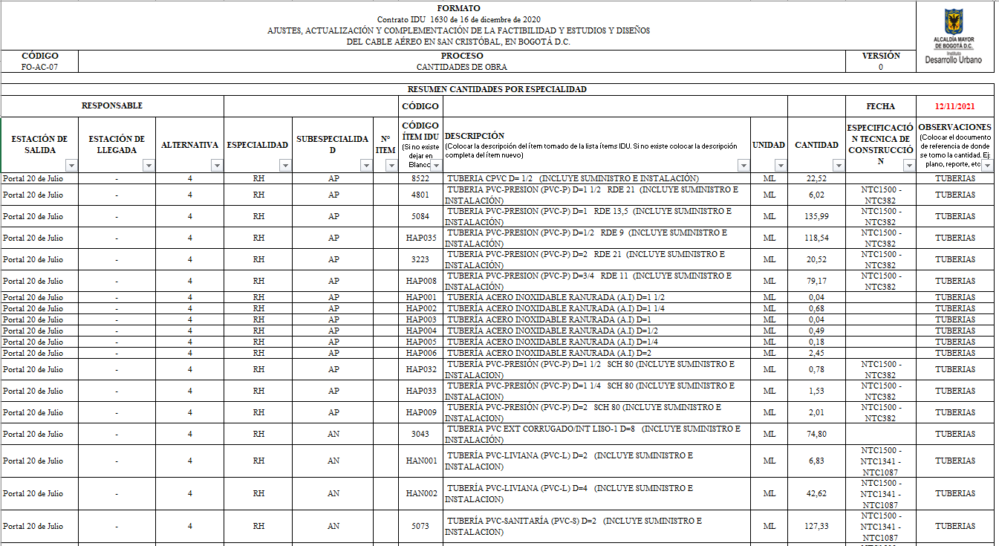 FORMATO
Contrato IDU 1630 de 16 de dicembre de 2020
AJUSTES, ACTUALIZACIÓN Y COMPLEMENTACIÓN DE LA FACTIBILIDAD Y ESTUDIOS Y DISEÑOS
DEL CABLE AÉREO EN SAN CRISTÓBAL, EN BOGOTÁ D.C.
ALCALDÍA MAYOR
DE BOGOTÁ D.C.
Instituto
Desarrollo Urbano
CÓDIGO PROCESO VERSIÓN
FO-AC-07 CANTIDADES DE OBRA 0
RESUMEN CANTIDADES POR ESPECIALIDAD
RESPONSABLE CÓDIGO FECHA 12/11/2021
ESTACIÓN DE
SALIDA
ESTACIÓN DE
LLEGADA
ALTERNATIVA
ESPECIALIDAD
SUBESPECIALIDA
D
N°
ITEM
CÓDIGO
ÍTEM IDU
(Si no existe
dejar en
Blanco
DESCRIPCIÓN
(Colocar la descripción del ítem tomado de la lista ítems IDU. Si no existe colocar la descripción
completa del ítem nuevo)
UNIDAD
CANTIDAD
ESPECIFICACIÓ
N TECNICA DE
CONSTRUCCIÓ
N
OBSERVACIONES
(Colocar el documento
de referencia de donde
se tomo la cantidad. Ej:
plano, reporte, etc
Portal 20 de Julio - 4 RH AP 8522 TUBERIA CPVC D= 1/2 (INCLUYE SUMINISTRO E INSTALACIÓN) ML 22,52 TUBERIAS
Portal 20 de Julio - 4 RH AP 4801 TUBERIA PVC-PRESION (PVC-P) D=1 1/2 RDE 21 (INCLUYE SUMINISTRO E
INSTALACIÓN) ML 6,02 NTC1500 -
NTC382 TUBERIAS
Portal 20 de Julio - 4 RH AP 5084 TUBERIA PVC-PRESION (PVC-P) D=1 RDE 13,5 (INCLUYE SUMINISTRO E
INSTALACIÓN) ML 135,99 NTC1500 -
NTC382 TUBERIAS
Portal 20 de Julio - 4 RH AP HAP035 TUBERIA PVC-PRESION (PVC-P) D=1/2 RDE 9 (INCLUYE SUMINISTRO E
INSTALACIÓN) ML 118,54 NTC1500 -
NTC382 TUBERIAS
Portal 20 de Julio - 4 RH AP 3223 TUBERIA PVC-PRESION (PVC-P) D=2 RDE 21 (INCLUYE SUMINISTRO E
INSTALACIÓN) ML 20,52 NTC1500 -
NTC382 TUBERIAS
Portal 20 de Julio - 4 RH AP HAP008 TUBERIA PVC-PRESION (PVC-P) D=3/4 RDE 11 (INCLUYE SUMINISTRO E
INSTALACIÓN) ML 79,17 NTC1500 -
NTC382 TUBERIAS
Portal 20 de Julio - 4 RH AP HAP001 TUBERÍA ACERO INOXIDABLE RANURADA (A.I) D=1 1/2 ML 0,04 TUBERIAS
Portal 20 de Julio - 4 RH AP HAP002 TUBERÍA ACERO INOXIDABLE RANURADA (A.I) D=1 1/4 ML 0,68 TUBERIAS
Portal 20 de Julio - 4 RH AP HAP003 TUBERÍA ACERO INOXIDABLE RANURADA (A.I) D=1 ML 0,04 TUBERIAS
Portal 20 de Julio - 4 RH AP HAP004 TUBERÍA ACERO INOXIDABLE RANURADA (A.I) D=1/2 ML 0,49 TUBERIAS
Portal 20 de Julio - 4 RH AP HAP005 TUBERÍA ACERO INOXIDABLE RANURADA (A.I) D=1/4 ML 0,18 TUBERIAS
Portal 20 de Julio - 4 RH AP HAP006 TUBERÍA ACERO INOXIDABLE RANURADA (A.I) D=2 ML 2,45 TUBERIAS
Portal 20 de Julio - 4 RH AP HAP032 TUBERÍA PVC-PRESIÓN (PVC-P) D=1 1/2 SCH 80 (INCLUYE SUMINISTRO E
INSTALACION) ML 0,78 NTC1500 -
NTC382 TUBERIAS
Portal 20 de Julio - 4 RH AP HAP033 TUBERÍA PVC-PRESIÓN (PVC-P) D=1 1/4 SCH 80 (INCLUYE SUMINISTRO E
INSTALACION) ML 1,53 NTC1500 -
NTC382 TUBERIAS
Portal 20 de Julio - 4 RH AP HAP009 TUBERÍA PVC-PRESIÓN (PVC-P) D=2 SCH 80 (INCLUYE SUMINISTRO E
INSTALACIÓN) ML 2,01 NTC1500 -
NTC382 TUBERIAS
Portal 20 de Julio - 4 RH AN 3043 TUBERIA PVC EXT CORRUGADO/INT LISO-1 D=8 (INCLUYE SUMINISTRO E
INSTALACIÓN) ML 74,80 TUBERIAS
Portal 20 de Julio - 4 RH AN HAN001 TUBERÍA PVC-LIVIANA (PVC-L) D=2 (INCLUYE SUMINISTRO E
INSTALACION) ML 6,83 NTC1500 -
NTC1341 -
NTC1087 TUBERIAS
Portal 20 de Julio - 4 RH AN HAN002 TUBERÍA PVC-LIVIANA (PVC-L) D=4 (INCLUYE SUMINISTRO E
INSTALACION) ML 42,62 NTC1500 -
NTC1341 -
NTC1087 TUBERIAS
Portal 20 de Julio - 4 RH AN 5073 TUBERÍA PVC-SANITARÍA (PVC-S) D=2 (INCLUYE SUMINISTRO E
INSTALACION) ML 127,33 NTC1500 -
NTC1341 -
NTC1087 TUBERIAS